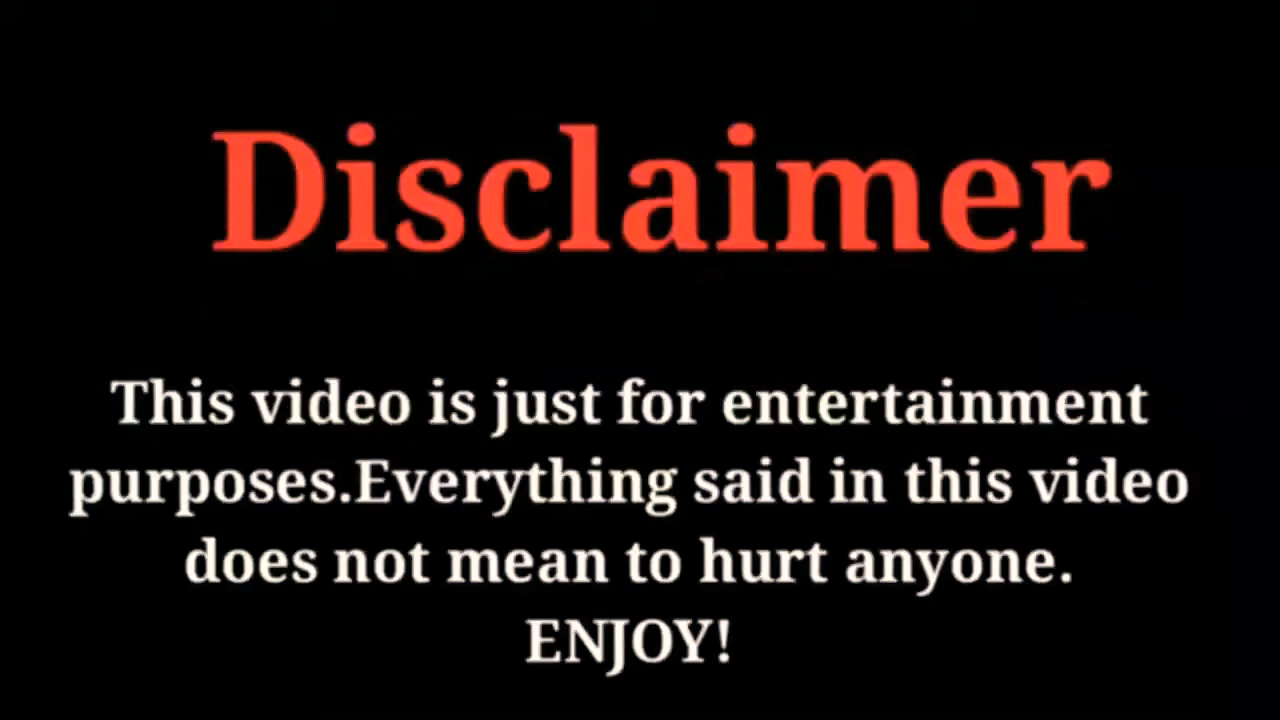 Disclaimer
This video is just for entertainment
purposes.Everything said in this video
does not mean to hurt anyone.
ENJOY!